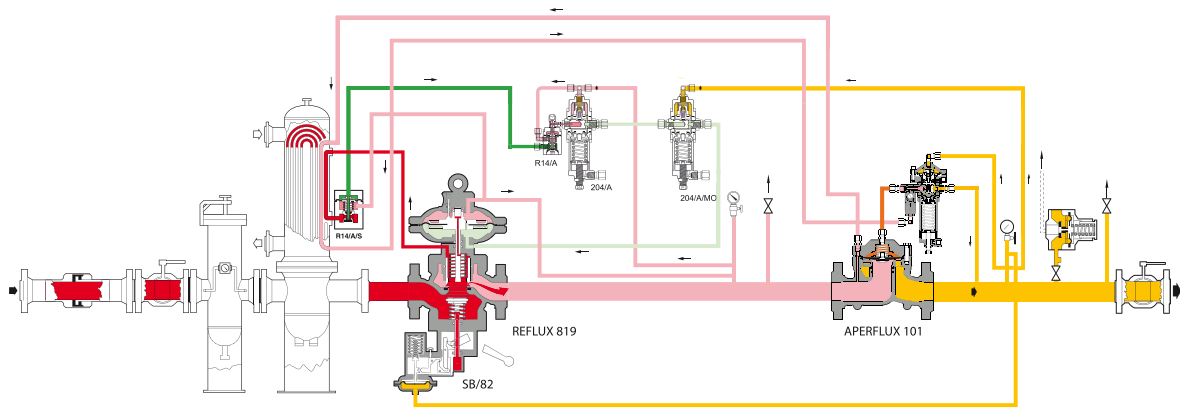 R14/A
204/A
204/A/MO
R14/A/S
REFLUX 819
APERFLUX 101
SB/82